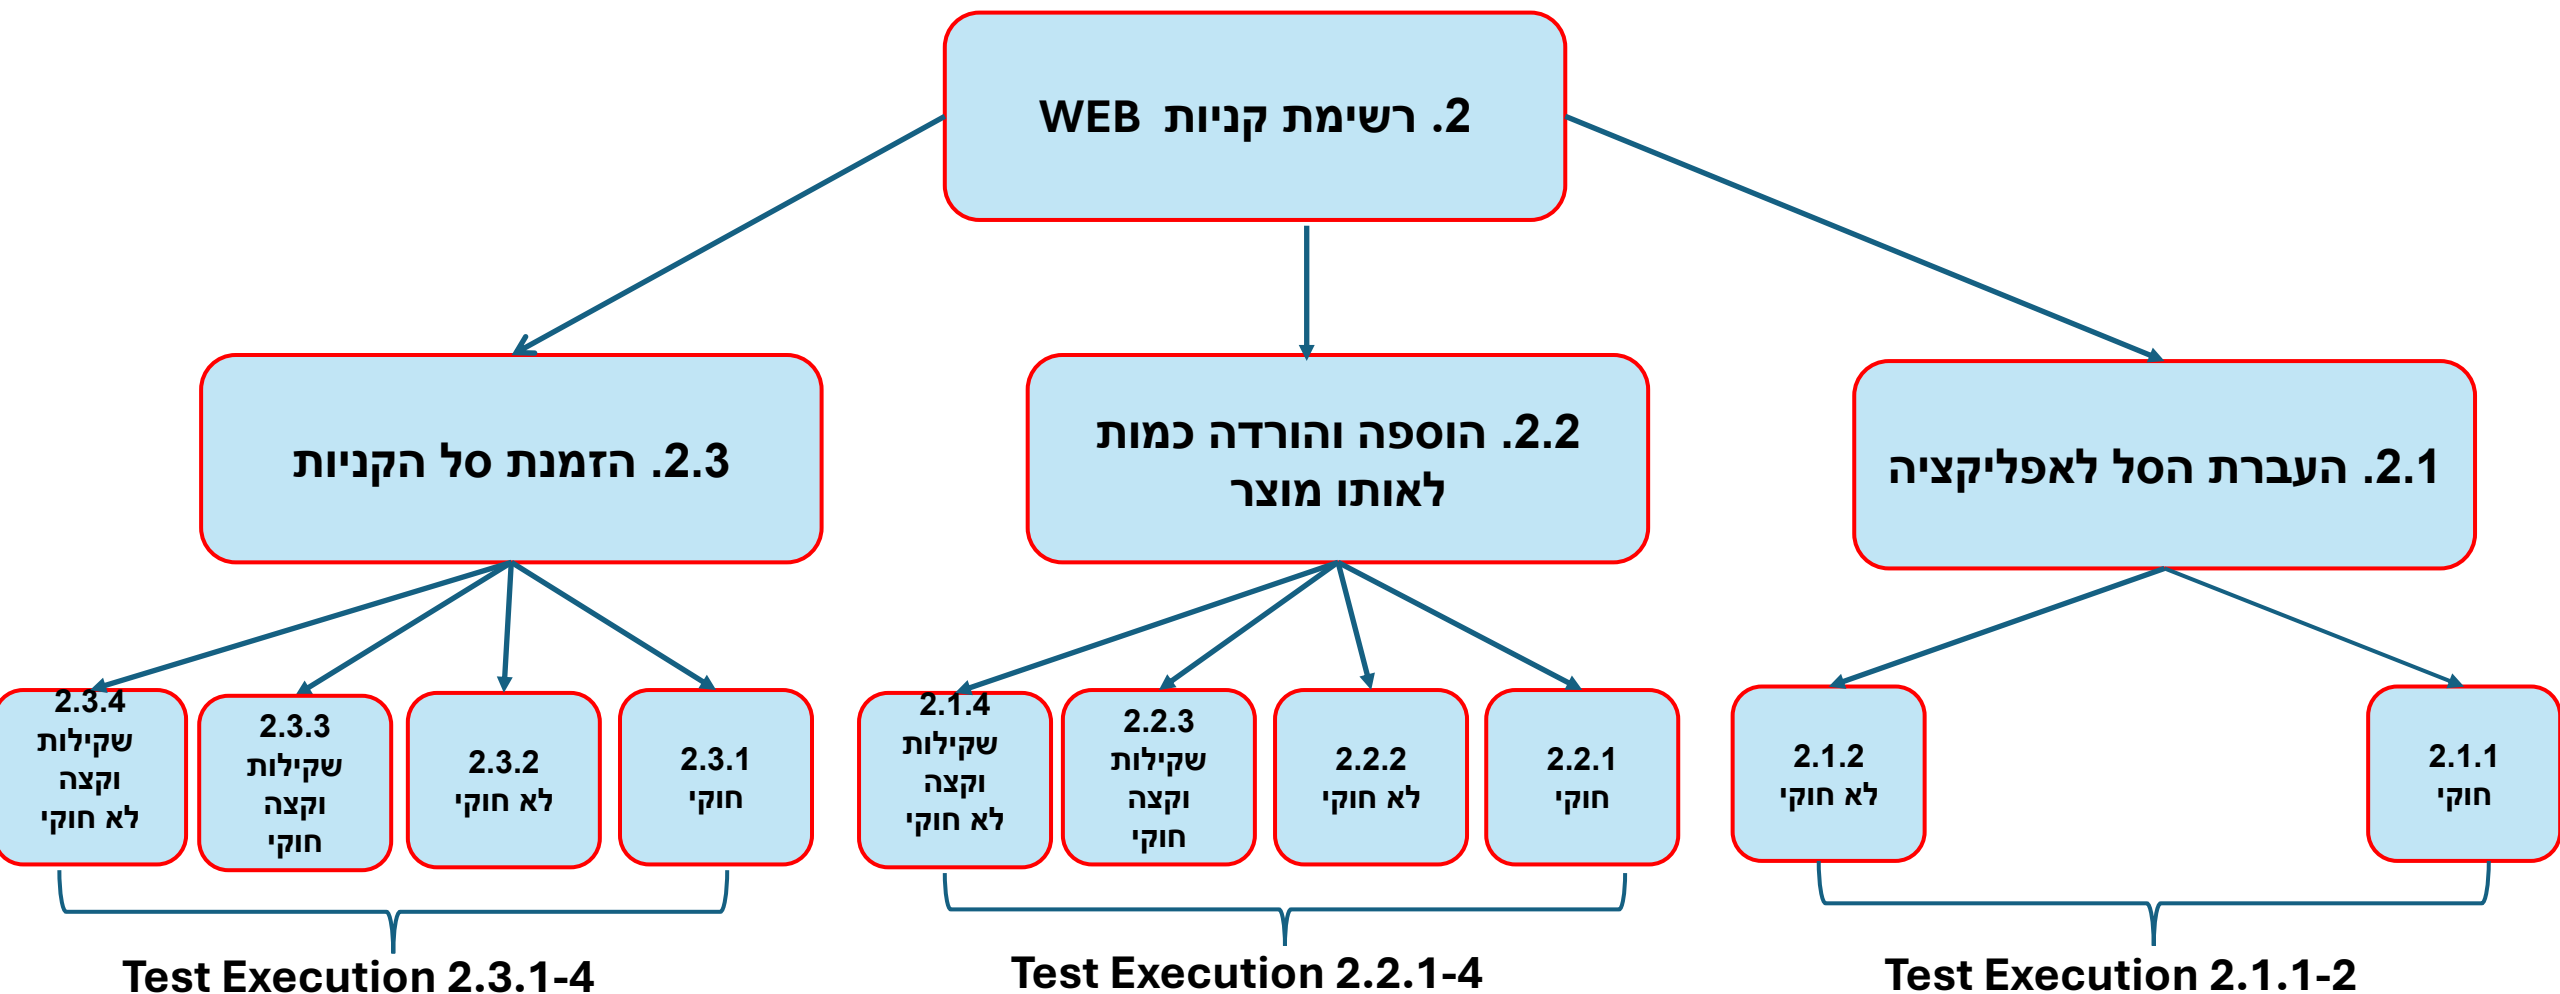 2. רשימת קניות WEB
2.1. העברת הסל לאפליקציה
2.2. הוספה והורדה כמות
לאותו מוצר
2.3. הזמנת סל הקניות
2.1.1
חוקי
2.1.2
לא חוקי
2.2.1
חוקי
2.2.2
לא חוקי
2.2.3
שקילות
וקצה
חוקי
2.1.4
שקילות
וקצה
לא חוקי
2.3.1
חוקי
2.3.2
לא חוקי
2.3.3
שקילות
וקצה
חוקי
2.3.4
שקילות
וקצה
לא חוקי
Test Execution 2.1.1-2
Test Execution 2.2.1-4
Test Execution 2.3.1-4